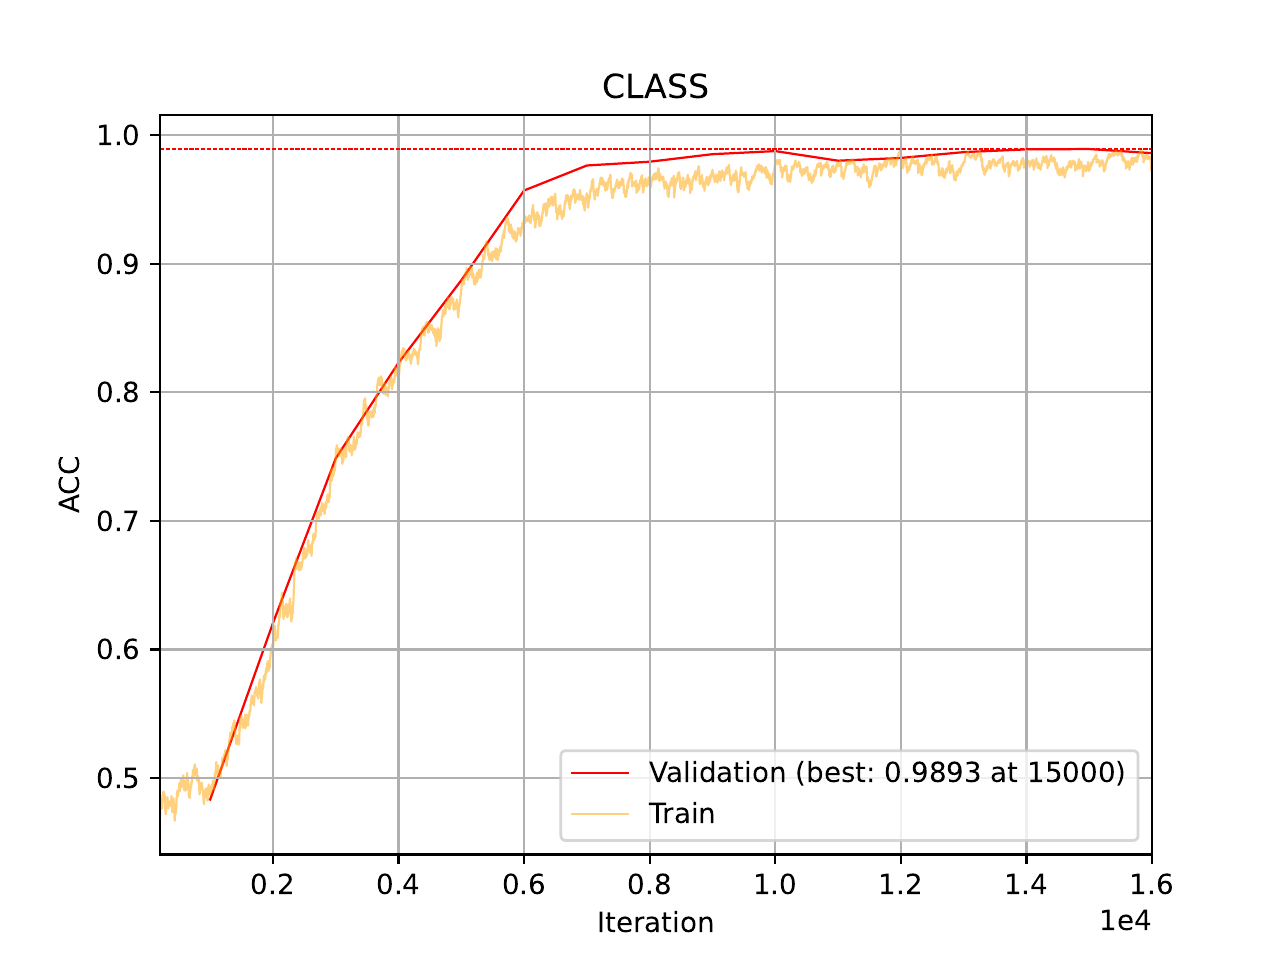 CLASS
1.0
0.9
0.8
0.7
0.6
0.5
ACC
Validation (best: 0.9893 at 15000)
Train
0.2 0.4 0.6 0.8 1.0 1.2 1.4 1.6
Iteration
1e4